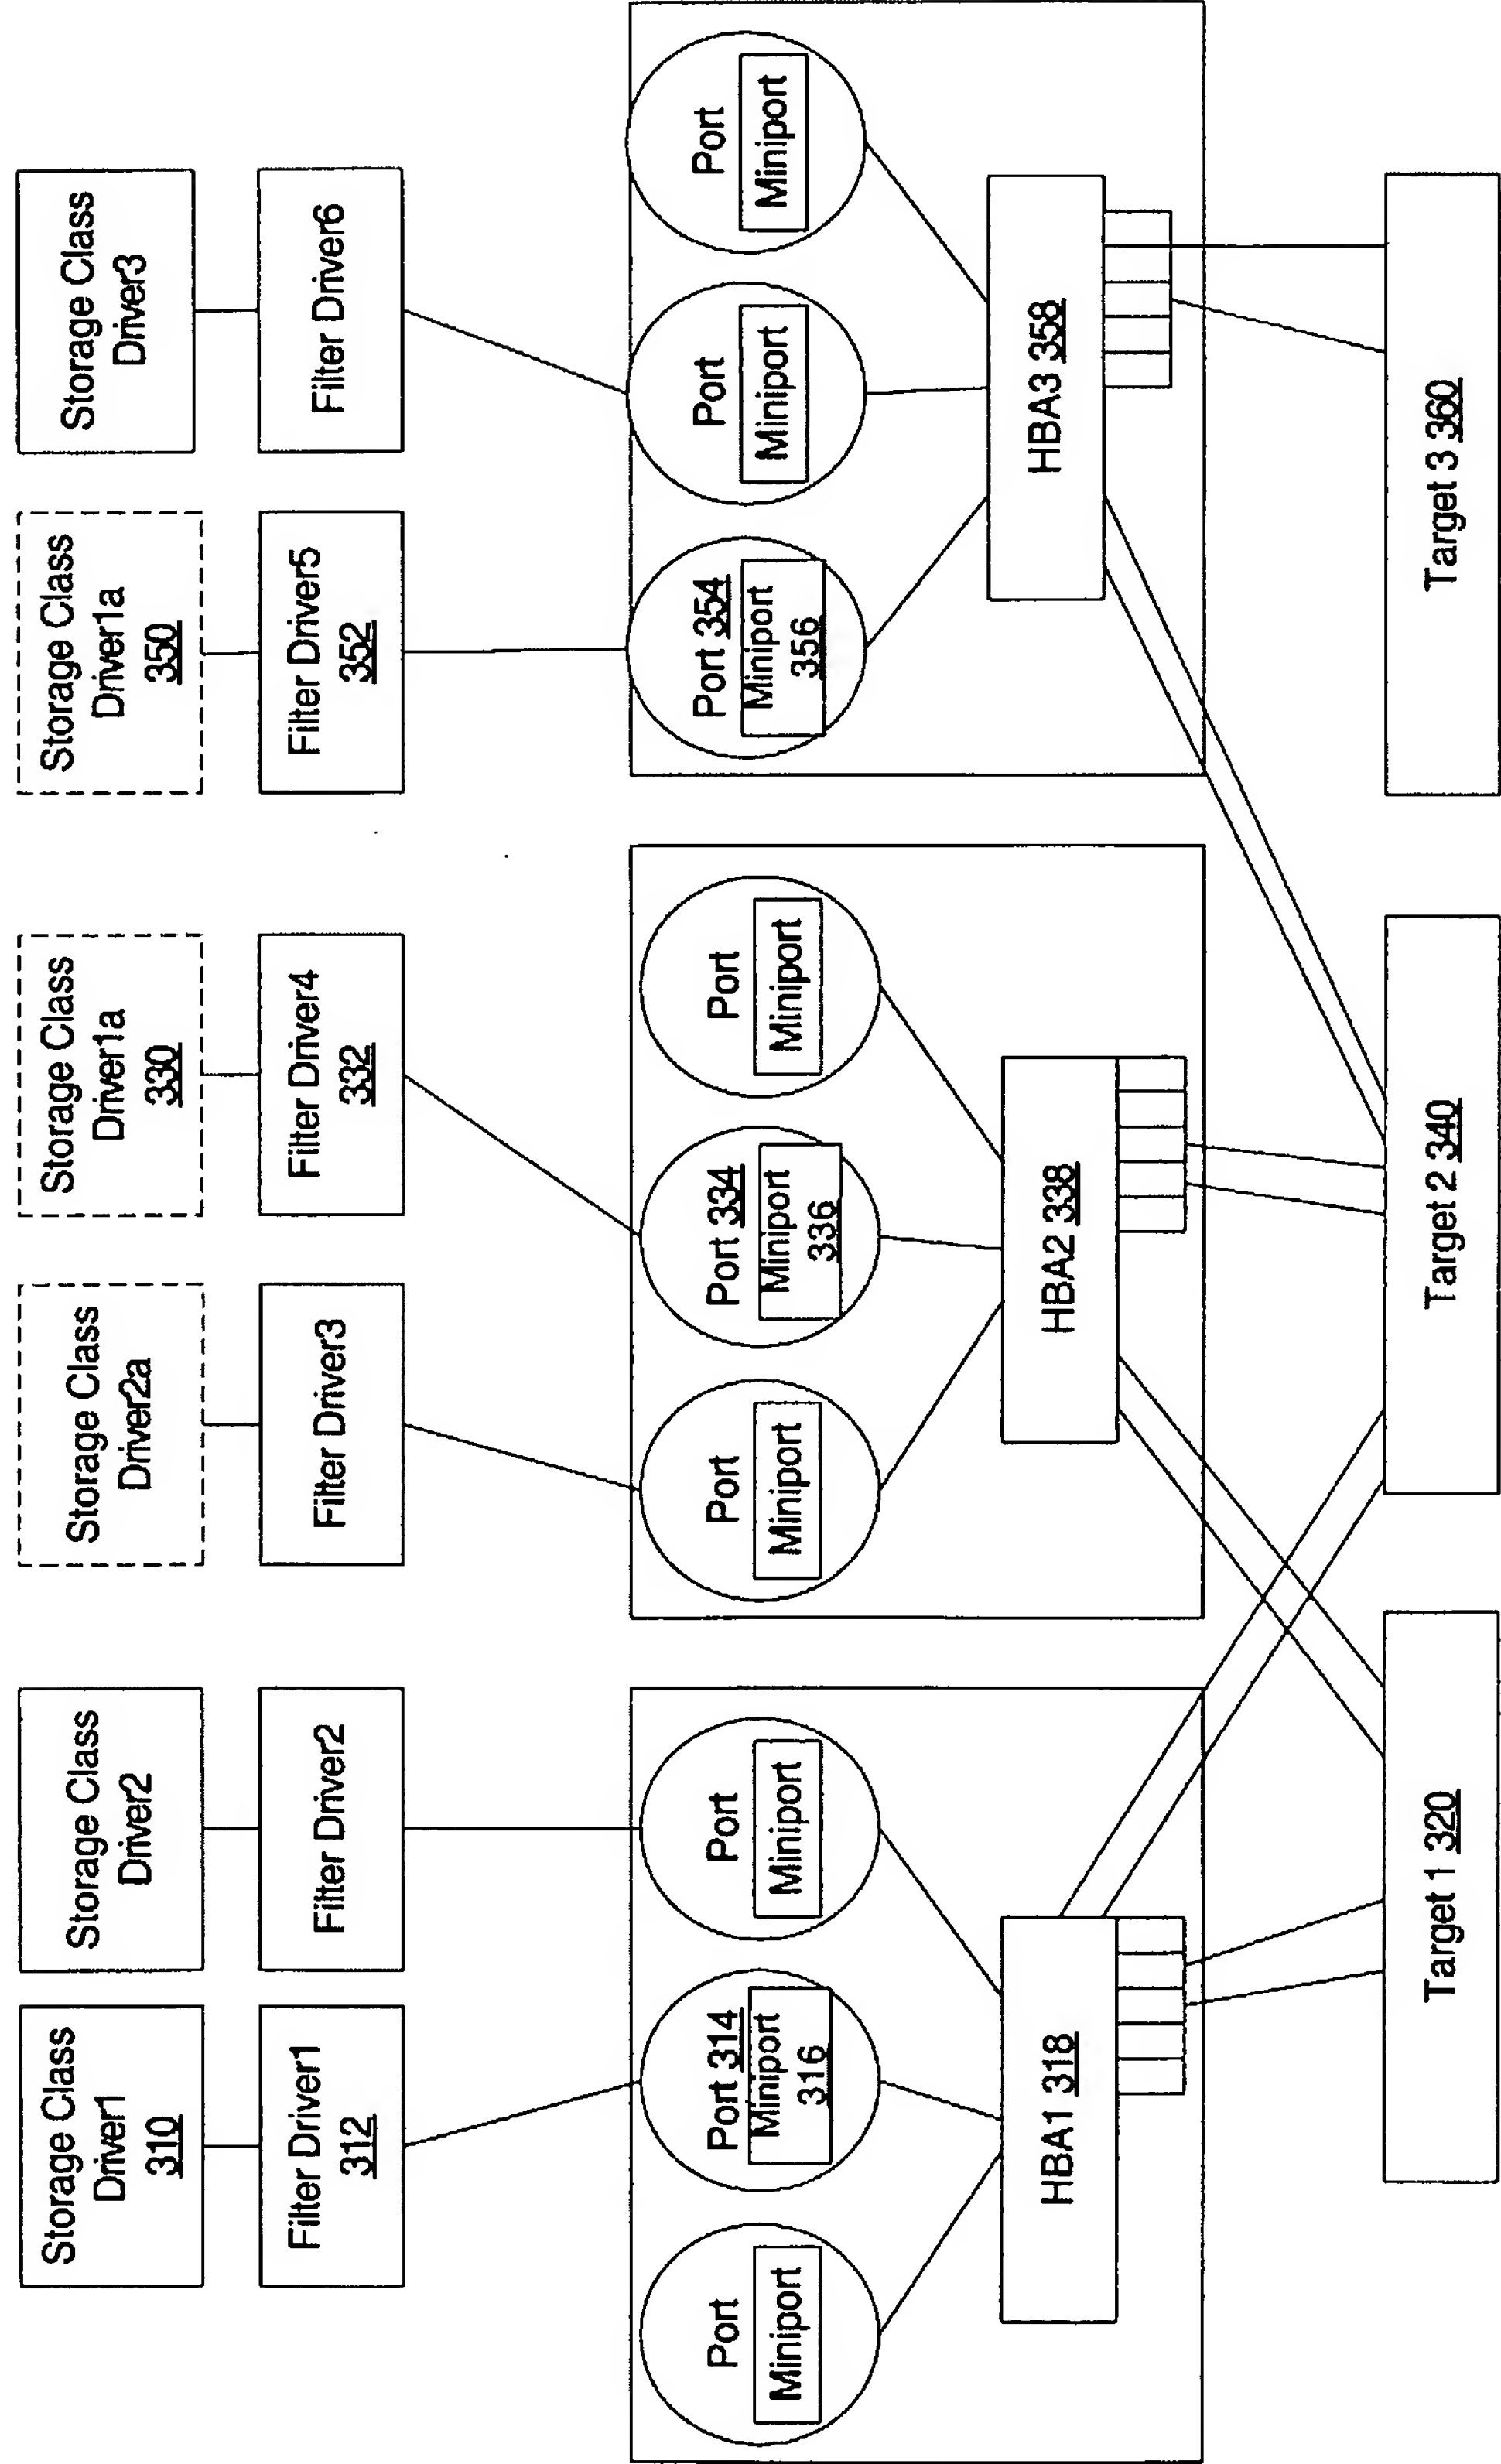 Storage Class
Driver1
310
Storage Class
Driver2
Storage Class
Driver2a
Storage Class
Driver1a
330
Storage Class
Driver1a
350
Storage Class
Driver3
Filter Driver1
312
Filter Driver2
Filter Driver3
Filter Driver4
332
Filter Driver5
352
Filter Driver6
Port
Miniport
Port 314
Miniport
316
Port
Miniport
Port
Miniport
Port 334
Miniport
336
Port
Miniport
Port 354
Miniport
356
Port
Miniport
Port
Miniport
HBA1 318
HBA2 338
HBA3 358
Target 1 320
Target 2 340
Target 3 360